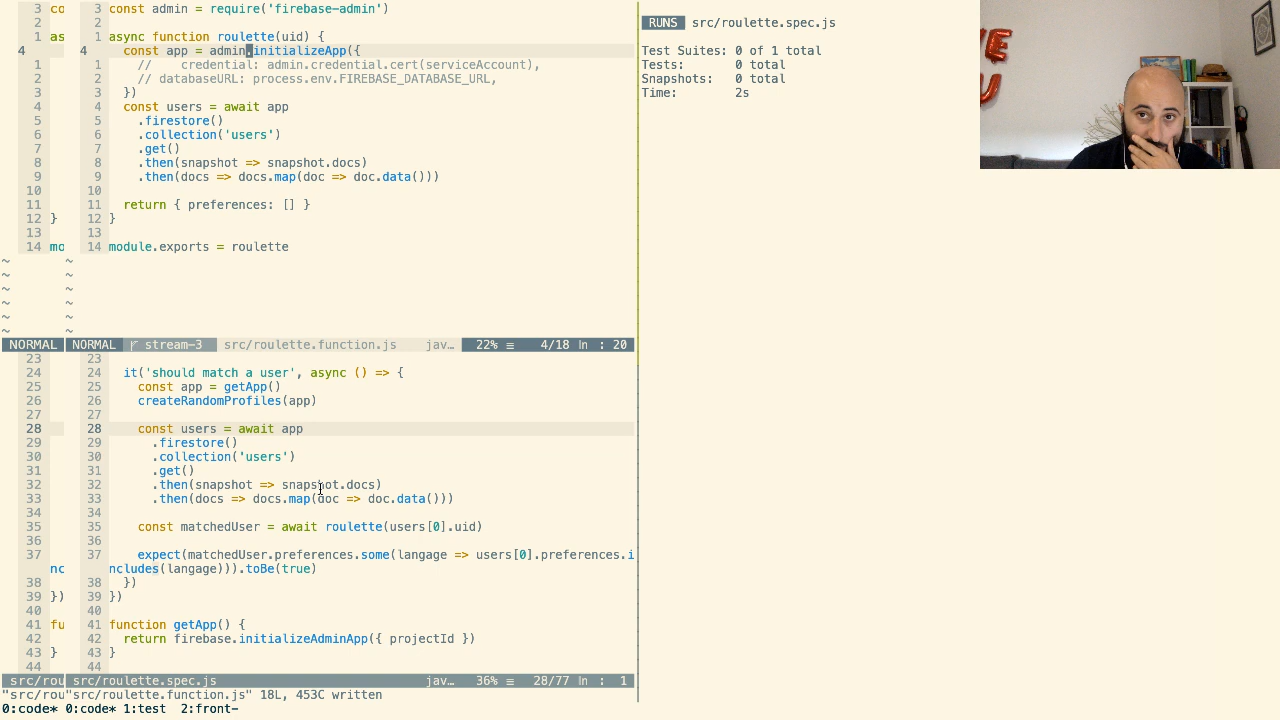 3 co 3 const admin = require('firebase-admin')
2 2
1 as 1 async function roulette(uid) {
4 4 const app = admin.initializeApp({
1 1 // credential: admin.credential.cert(serviceAccount),
2 2 // databaseURL: process.env.FIREBASE_DATABASE_URL,
3 3 })
4 4 const users = await app
5 5 .firestore()
6 6 .collection('users')
7 7 .get()
8 8 .then(snapshot => snapshot.docs)
9 9 .then(docs => docs.map(doc => doc.data()))
10 10
11 11 return { preferences: [] }
12 } 12 }
13 13
14 mo 14 module.exports = roulette
~ ~
~ ~
~ ~
~ ~
~ ~
~ ~
NORMAL NORMAL stream-3 src/roulette.function.js jav… 22% ≡ 4/18 ln : 20
23 23
24 24 it('should match a user', async () => {
25 25 const app = getApp()
26 26 createRandomProfiles(app)
27 27
28 28 const users = await app
29 29 .firestore()
30 30 .collection('users')
31 31 .get()
32 32 .then(snapshot => snapshot.docs)
33 33 .then(docs => docs.map(doc => doc.data()))
34 34
35 35 const matchedUser = await roulette(users[0].uid)
36 36
37 37 expect(matchedUser.preferences.some(langage => users[0].preferences.i
nc ncludes(langage))).toBe(true)
38 38 })
39 }) 39 })
40 40
41 fu 41 function getApp() {
42 42 return firebase.initializeAdminApp({ projectId })
43 } 43 }
44 44
src/rou src/roulette.spec.js jav… 36% ≡ 28/77 ln : 1
"src/rou"src/roulette.function.js" 18L, 453C written
0:code* 0:code* 1:test 2:front-
RUNS src/roulette.spec.js
Test Suites: 0 of 1 total
Tests: 0 total
Snapshots: 0 total
Time: 2s